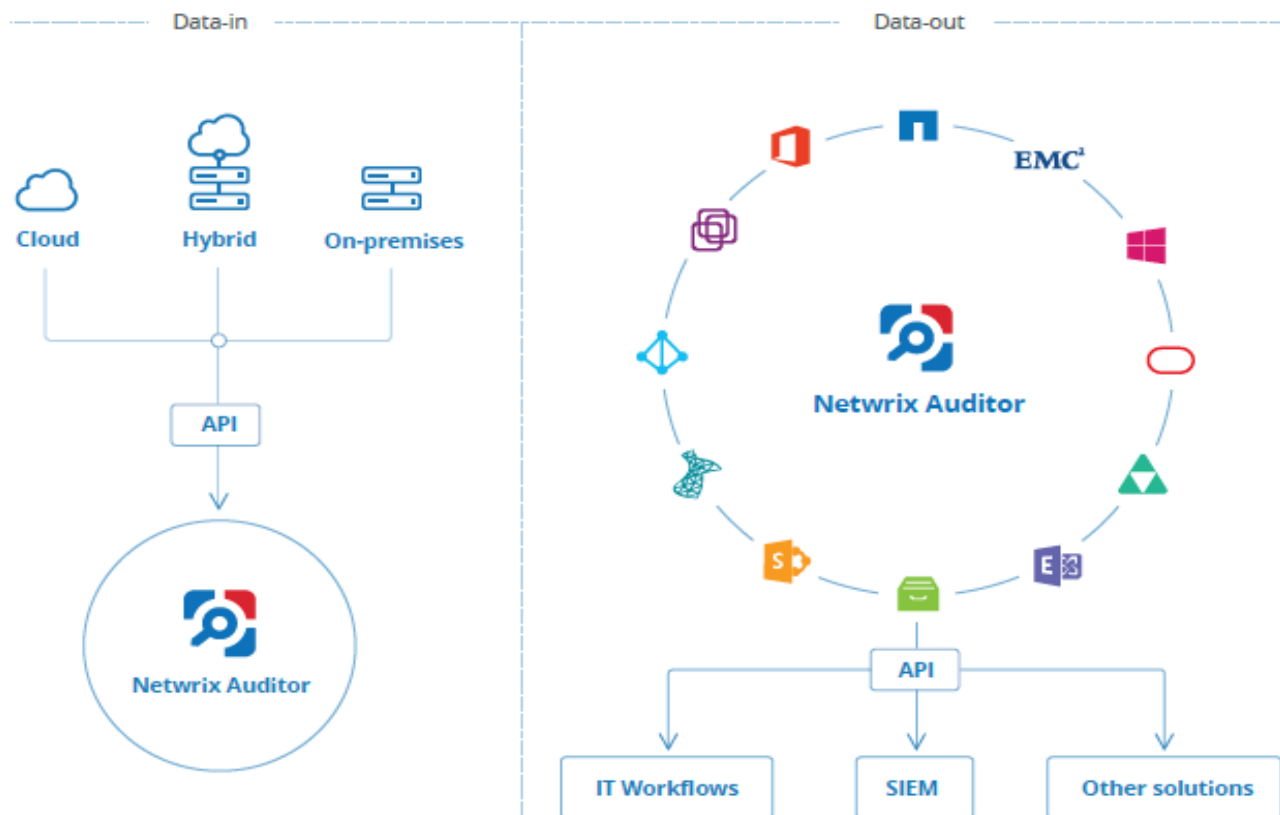 Data-in
Data-out
Cloud
Hybrid
On-premises
API
Netwrix Auditor
EMC²
Netwrix Auditor
S
E
API
IT Workflows
SIEM
Other solutions